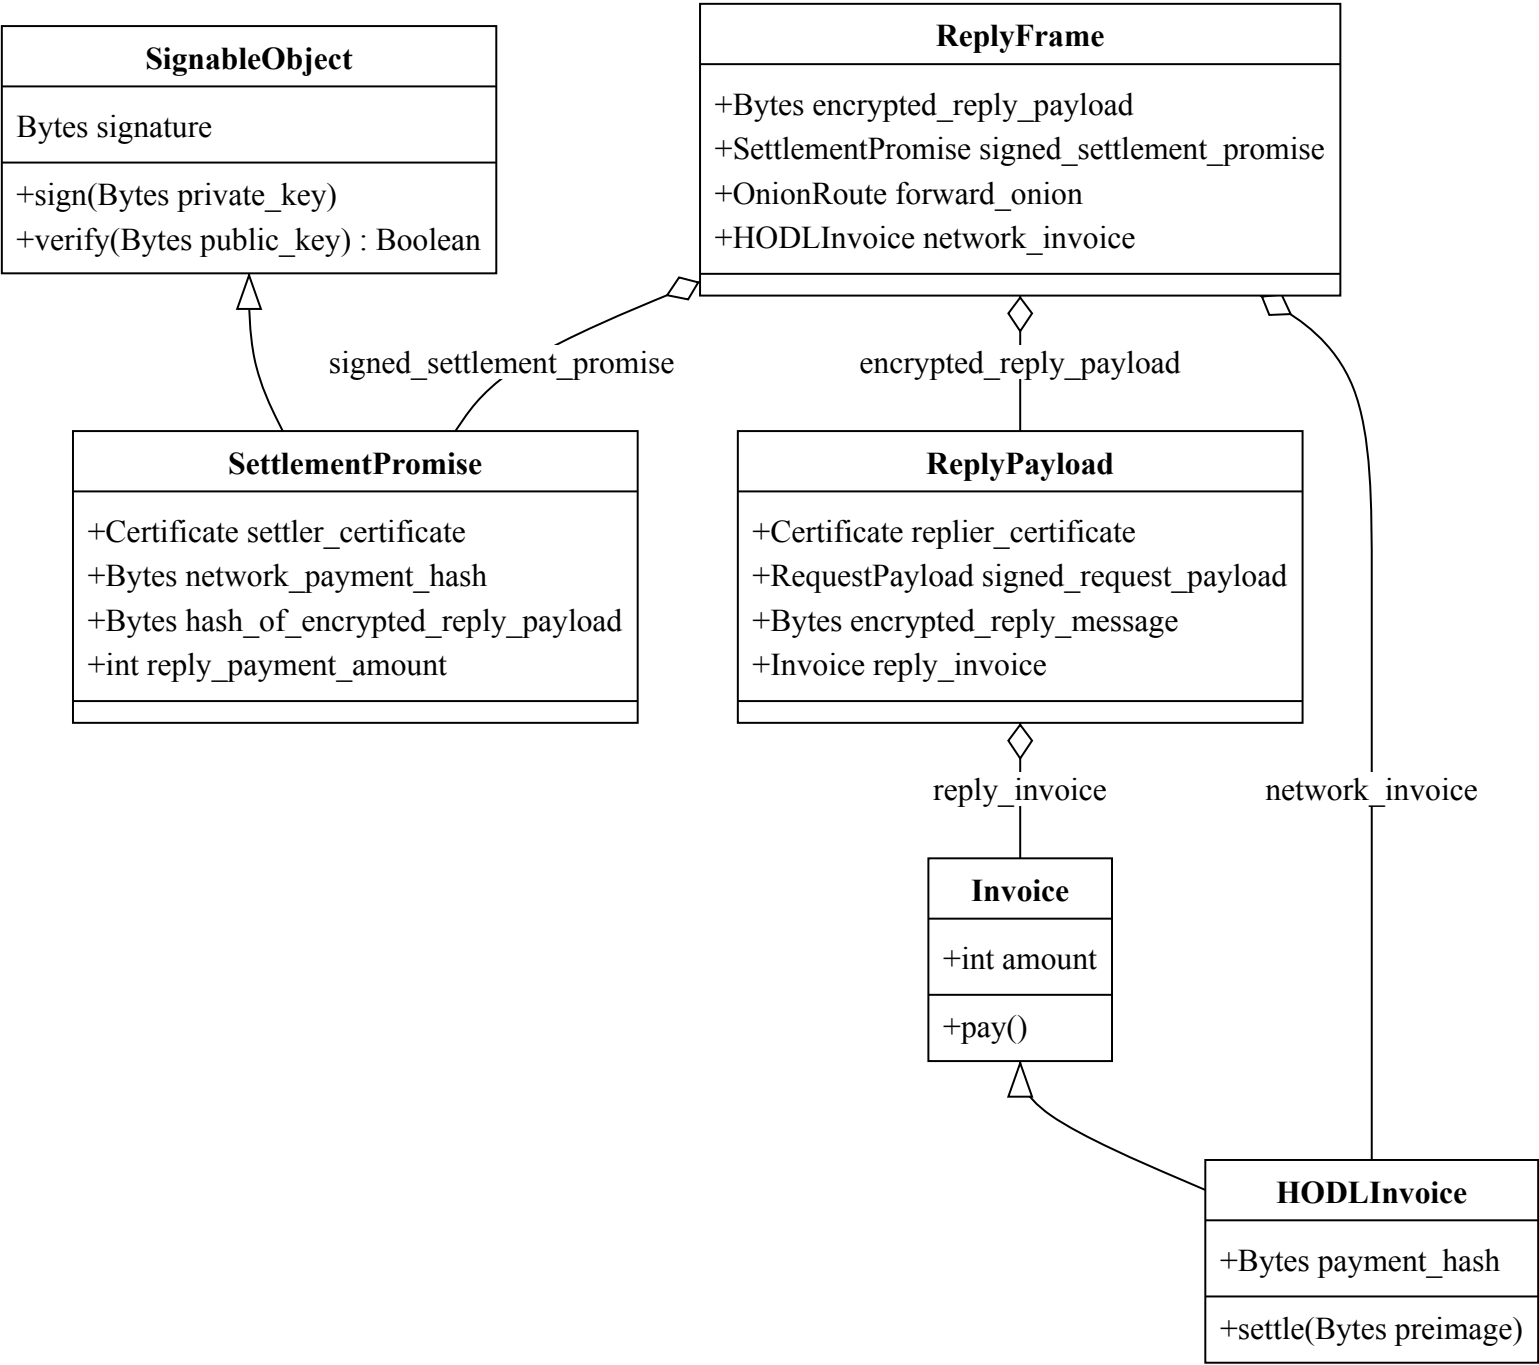 SignableObject
Bytes signature
+sign(Bytes private_key)
+verify(Bytes public_key) : Boolean
ReplyFrame
+Bytes encrypted_reply_payload
+SettlementPromise signed_settlement_promise
+OnionRoute forward_onion
+HODLInvoice network_invoice
signed_settlement_promise
encrypted_reply_payload
SettlementPromise
+Certificate settler_certificate
+Bytes network_payment_hash
+Bytes hash_of_encrypted_reply_payload
+int reply_payment_amount
ReplyPayload
+Certificate replier_certificate
+RequestPayload signed_request_payload
+Bytes encrypted_reply_message
+Invoice reply_invoice
reply_invoice
network_invoice
Invoice
+int amount
+pay()
HODLInvoice
+Bytes payment_hash
+settle(Bytes preimage)